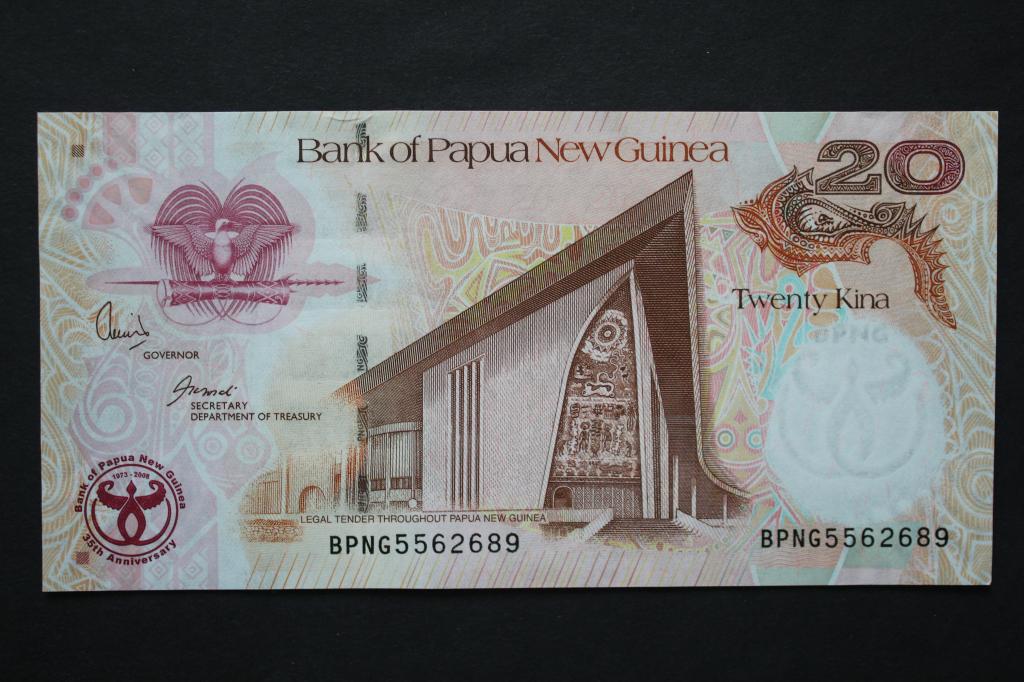 Bank of Papua New Guinea
20
Twenty Kina
BPNG
GOVERNOR
SECRETARY
DEPARTMENT OF TREASURY
Bank of Papua New Guinea
1973 - 2008
35th Anniversary
LEGAL TENDER THROUGHOUT PAPUA NEW GUINEA
BPNG5562689
BPNG5562689